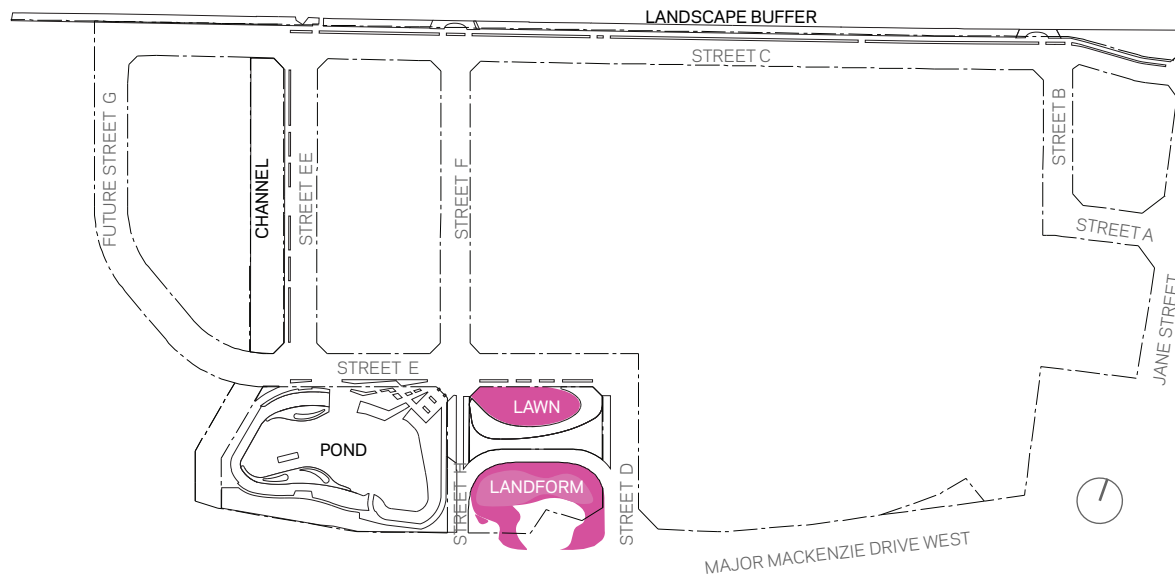 LANDSCAPE BUFFER
STREET C
FUTURE STREET G
CHANNEL
STREET EE
STREET F
STREET B
STREET A
JANE STREET
STREET E
LAWN
POND
LANDFORM
STREET H
STREET D
MAJOR MACKENZIE DRIVE WEST